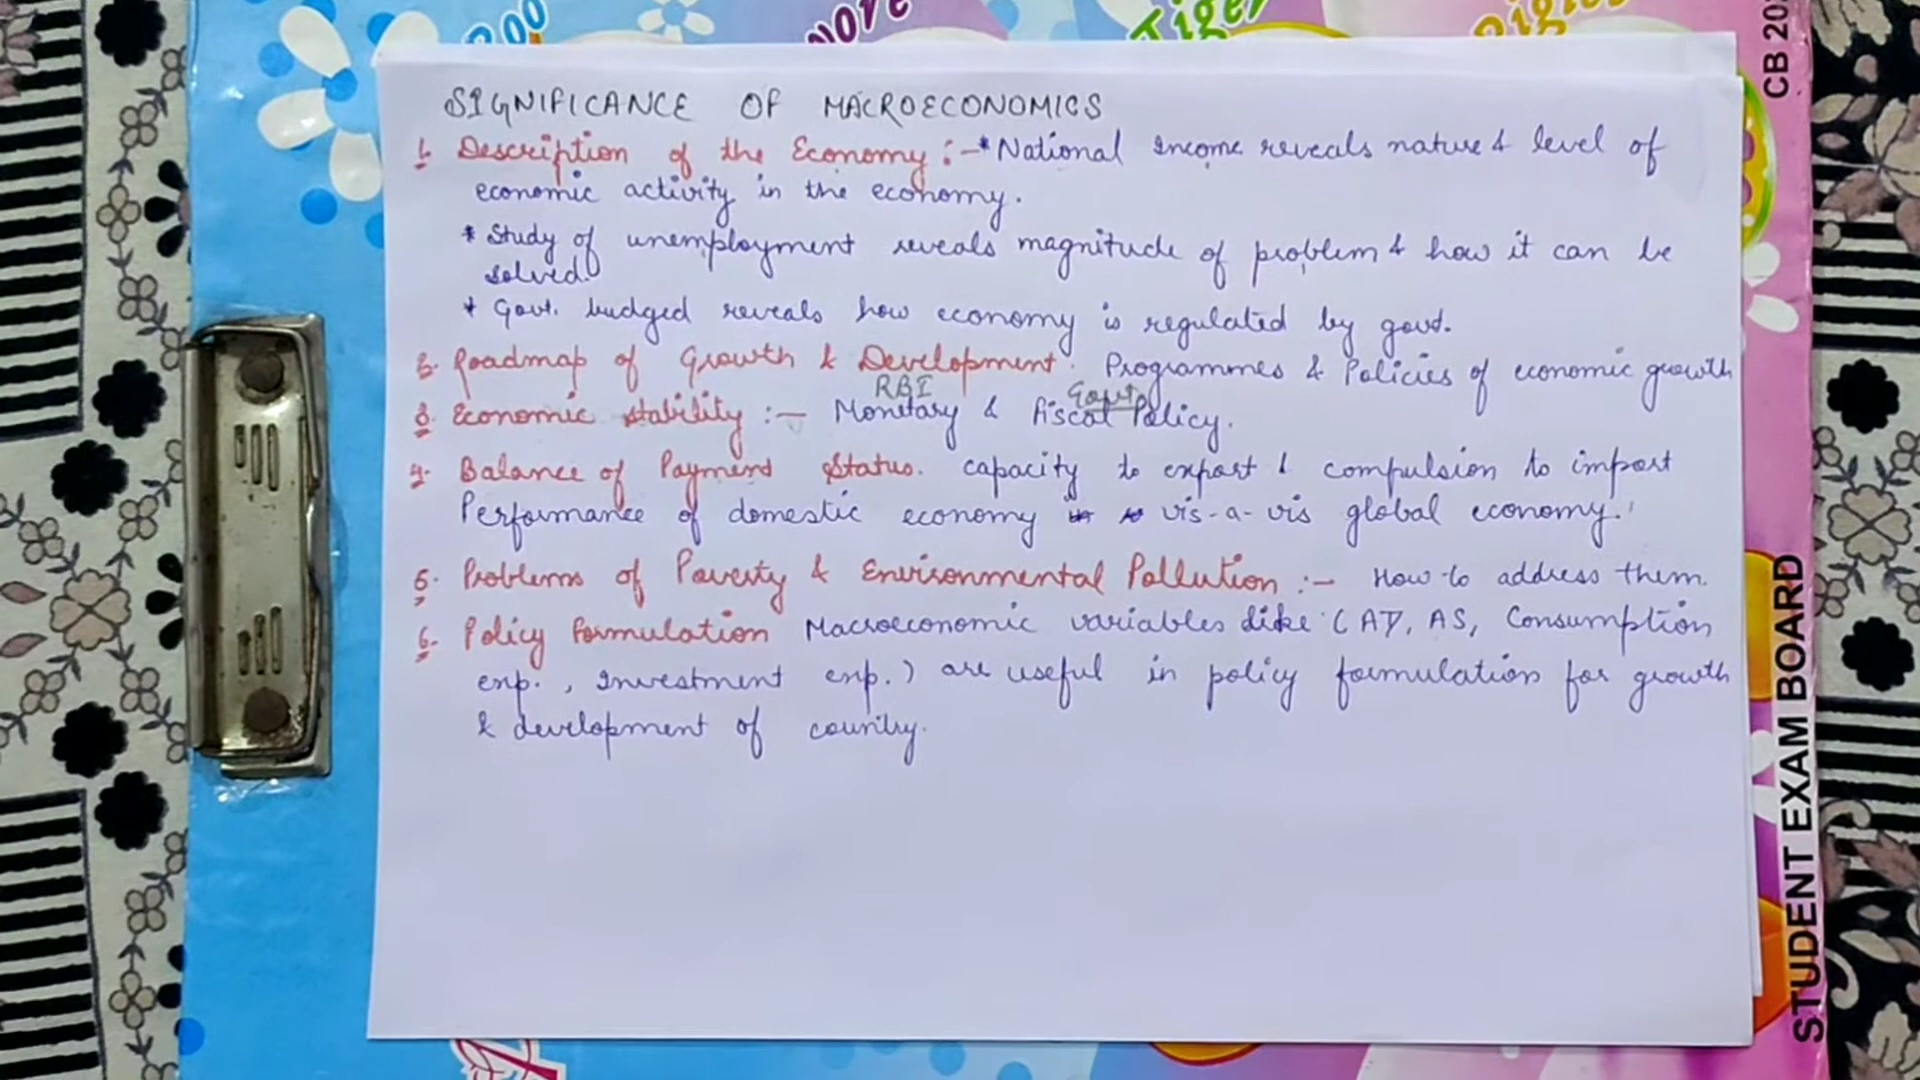 Boo
more
Tiger
CB 20
SIGNIFICANCE OF MACROECONOMICS
1. Description of the Economy :- * National Income reveals nature & level of
economic activity in the economy.
* Study of unemployment reveals magnitude of problem & how it can be
solved.
* Govt. budged reveals how economy is regulated by govt.
2. Roadmap of Growth & Development. Programmes & Policies of economic growth
RBI Govt.
3. Economic stability :- Monetary & Fiscal Policy.
4. Balance of Payment Status. capacity to export & compulsion to import
Performance of domestic economy vis-a-vis global economy.
5. Problems of Poverty & Environmental Pollution :- How to address them.
6. Policy Formulation Macroeconomic variables like (AD, AS, Consumption
exp., Investment exp.) are useful in policy formulation for growth
& development of country.
STUDENT EXAM BOARD